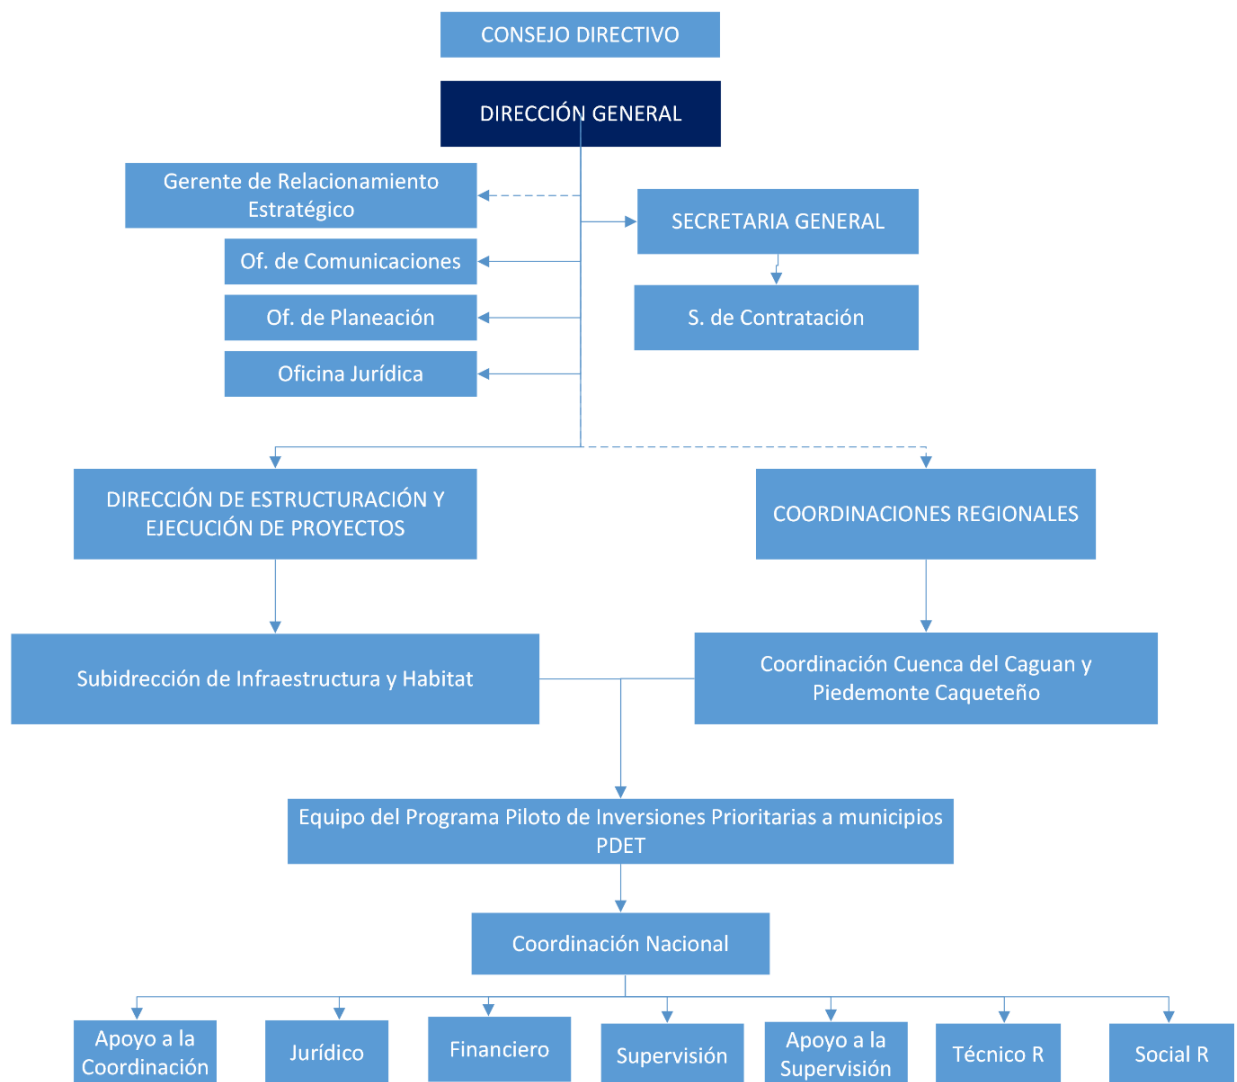 CONSEJO DIRECTIVO
DIRECCIÓN GENERAL
Gerente de Relacionamiento
Estratégico
SECRETARIA GENERAL
Of. de Comunicaciones
Of. de Planeación
S. de Contratación
Oficina Jurídica
DIRECCIÓN DE ESTRUCTURACIÓN Y
EJECUCIÓN DE PROYECTOS
COORDINACIONES REGIONALES
Subidrección de Infraestructura y Habitat
Coordinación Cuenca del Caguan y
Piedemonte Caqueteño
Equipo del Programa Piloto de Inversiones Prioritarias a municipios
PDET
Coordinación Nacional
Apoyo a la
Coordinación
Jurídico
Financiero
Supervisión
Apoyo a la
Supervisión
Técnico R
Social R